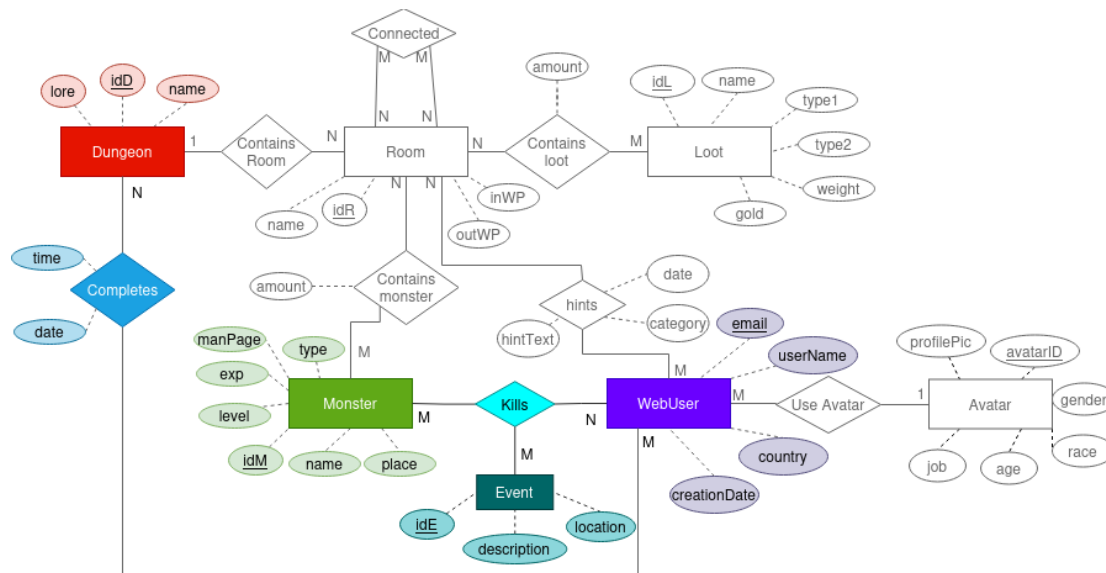 Connected
M M
amount
idL
name
lore
idD
name
type1
Dungeon
1
Contains
Room
N
N N
Room
N
Contains
loot
M
Loot
type2
N
N N
name
idR
inWP
outWP
gold
weight
time
Completes
date
amount
Contains
monster
hints
date
hintText
category
manPage
type
exp
level
idM
name
place
M
Monster
M
Kills
N
M
WebUser
M
M
email
userName
country
creationDate
Use Avatar
1
profilePic
avatarID
Avatar
gender
race
job
age
M
Event
idE
description
location